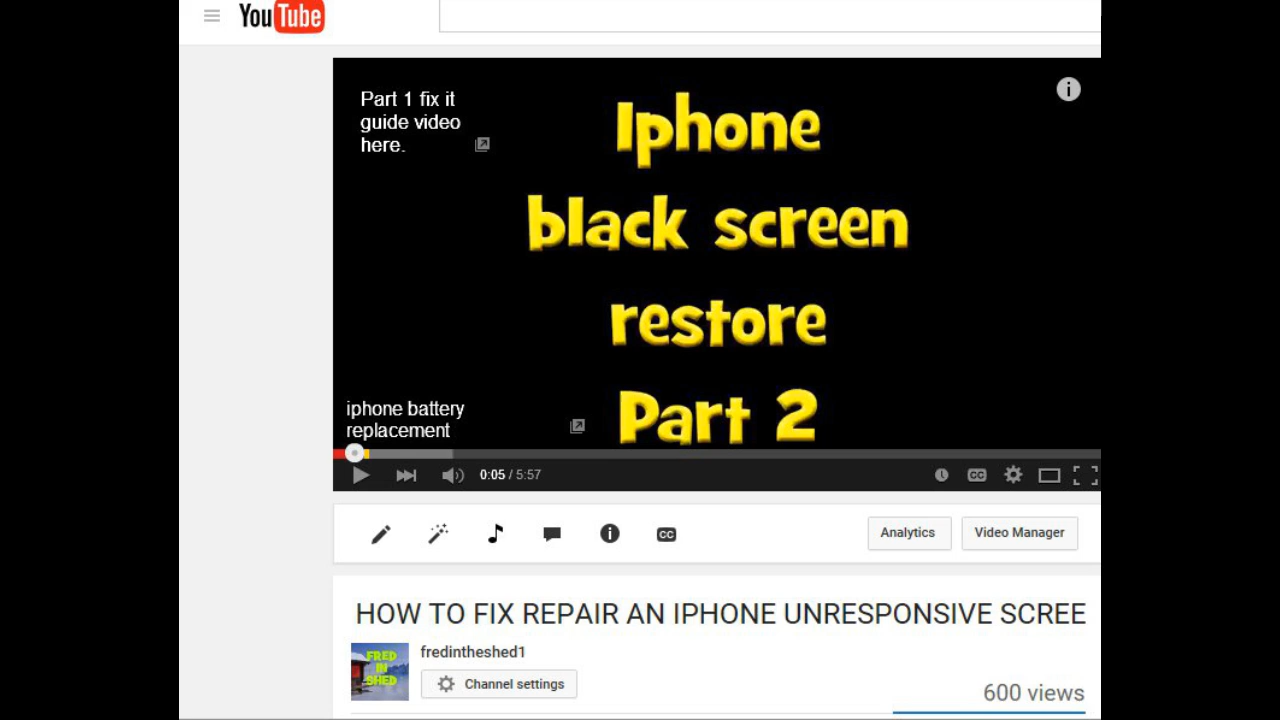 YouTube
Part 1 fix it
guide video
here.
Iphone
black screen
restore
Part 2
iphone battery
replacement
0:05 / 5:57
CC
CC
Analytics
Video Manager
HOW TO FIX REPAIR AN IPHONE UNRESPONSIVE SCREE
FRED
IN
SHED
fredintheshed1
Channel settings
600 views